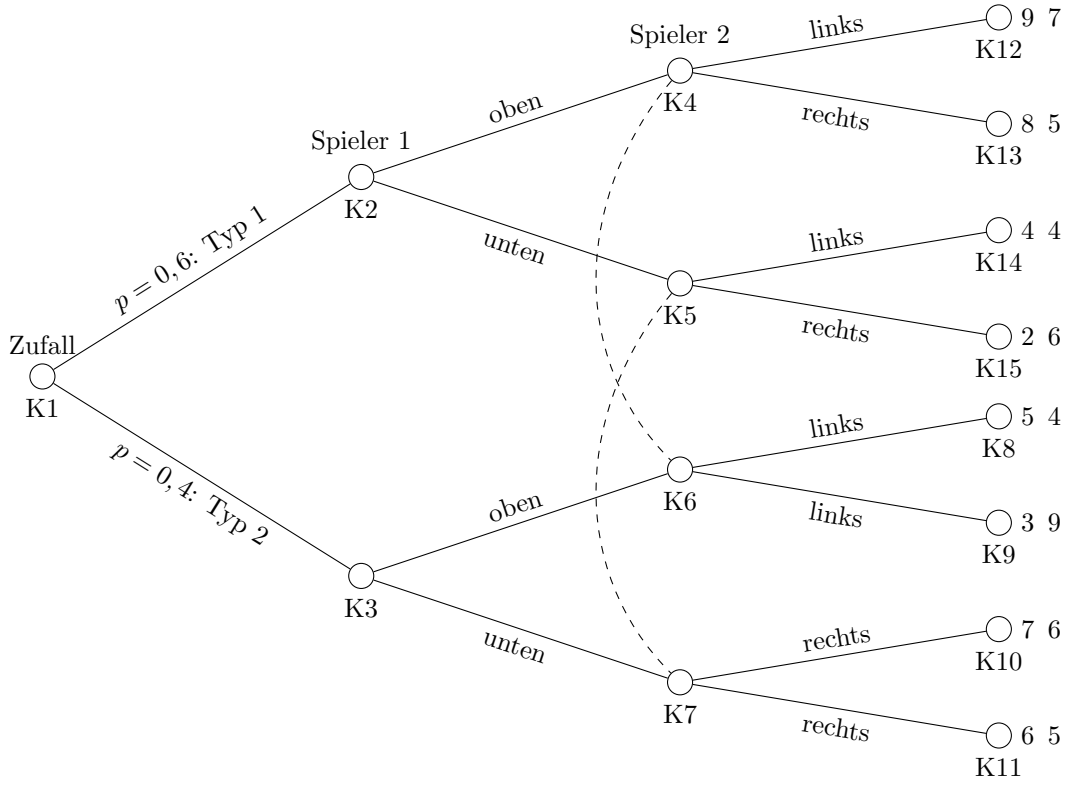 Zufall
K1
p = 0,6: Typ 1
p = 0,4: Typ 2
Spieler 1
K2
oben
unten
K3
oben
unten
Spieler 2
K4
links
rechts
K5
links
rechts
K6
links
links
K7
rechts
rechts
9 7
K12
8 5
K13
4 4
K14
2 6
K15
5 4
K8
3 9
K9
7 6
K10
6 5
K11